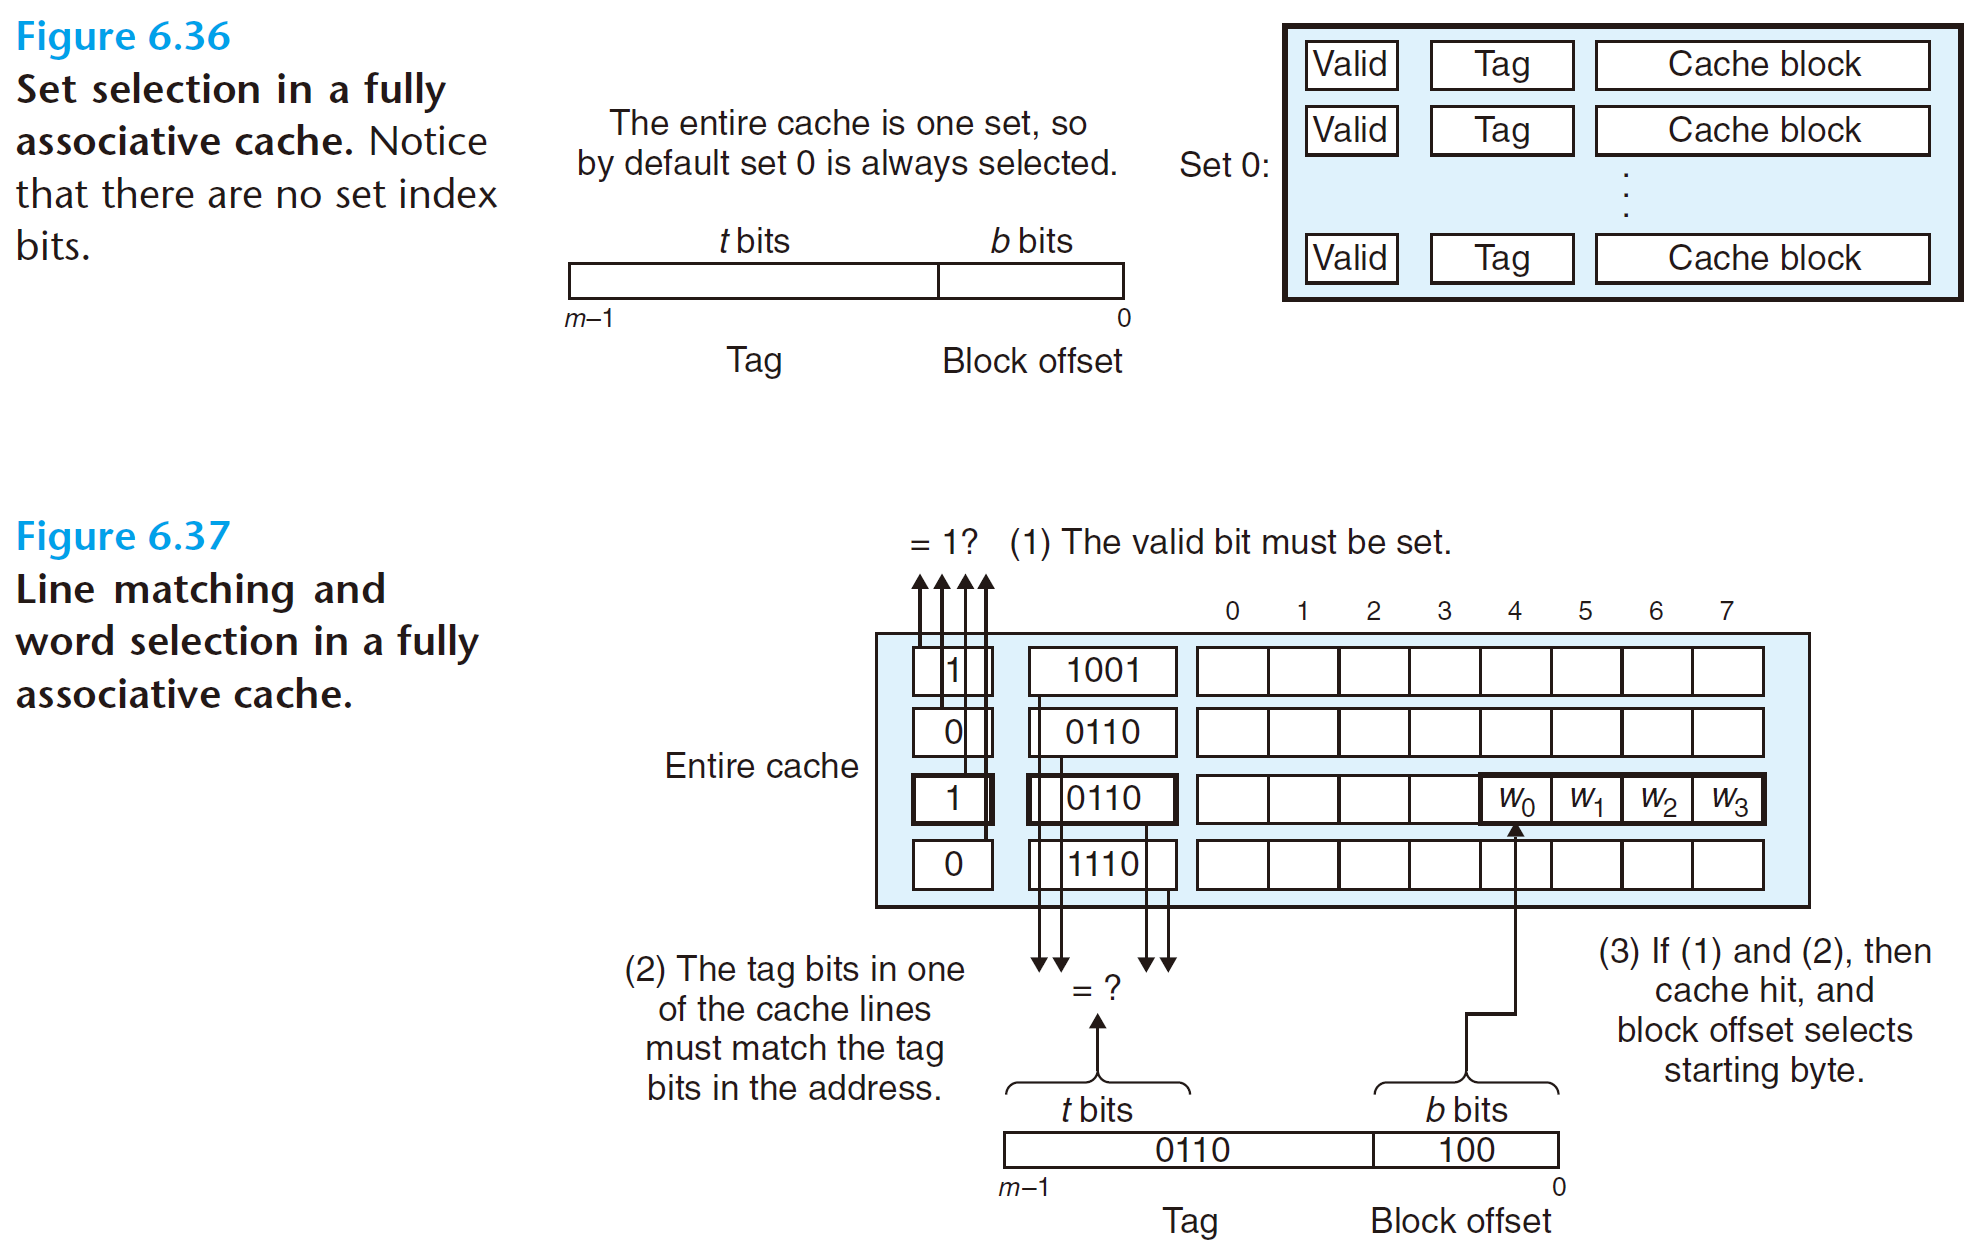 Figure 6.36
Set selection in a fully
associative cache. Notice
that there are no set index
bits.
The entire cache is one set, so
by default set 0 is always selected.
t bits
b bits
m–1
0
Tag
Block offset
Set 0:
Valid Tag Cache block
Valid Tag Cache block
Valid Tag Cache block
Figure 6.37
Line matching and
word selection in a fully
associative cache.
= 1? (1) The valid bit must be set.
0 1 2 3 4 5 6 7
1 1001
0 0110
Entire cache
1 0110 w0 w1 w2 w3
0 1110
(2) The tag bits in one
of the cache lines
must match the tag
bits in the address.
= ?
(3) If (1) and (2), then
cache hit, and
block offset selects
starting byte.
t bits
b bits
0110 100
m–1
0
Tag
Block offset